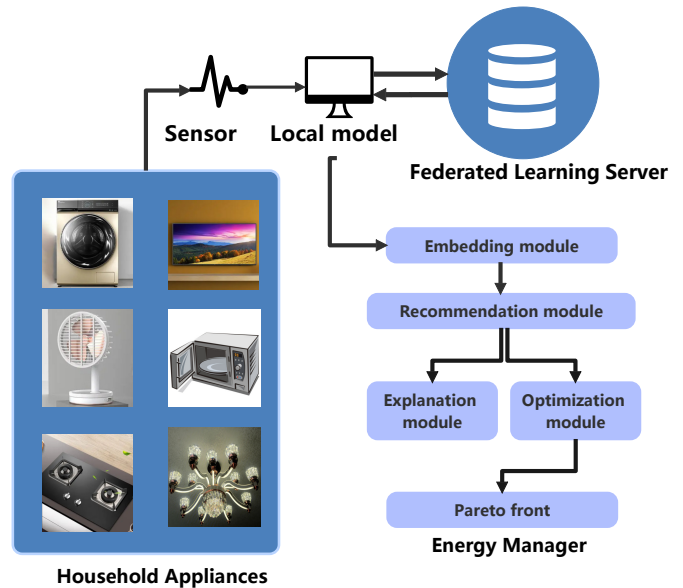 Sensor
Local model
Federated Learning Server
Embedding module
Recommendation module
Explanation
module
Optimization
module
Pareto front
Energy Manager
Household Appliances